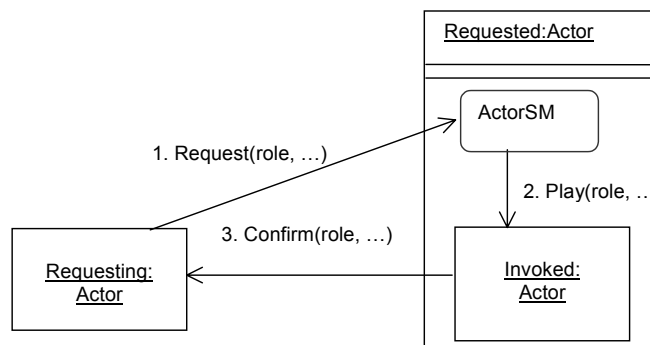 Requested:Actor
ActorSM
1. Request(role, …)
2. Play(role, …
3. Confirm(role, …)
Requesting:
Actor
Invoked:
Actor